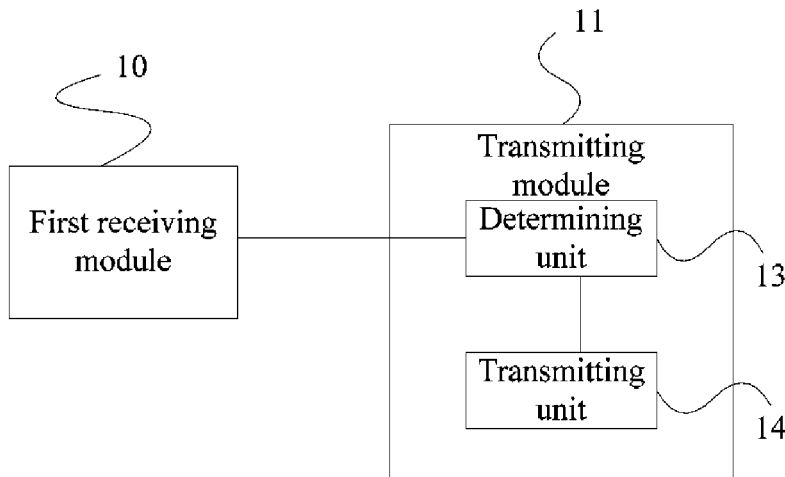 11
10
Transmitting
module
First receiving
module
Determining
unit
13
Transmitting
unit
14